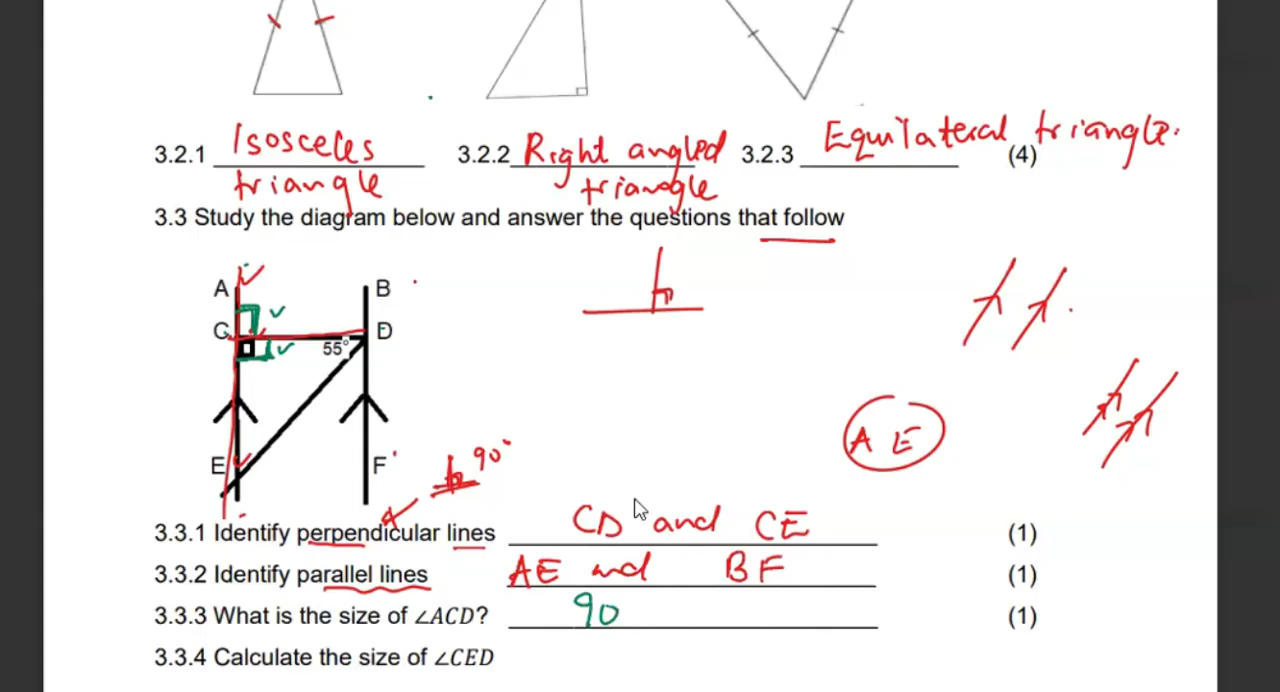 3.2.1 Isosceles triangle 3.2.2 Right angled triangle 3.2.3 Equilateral triangle. (4)
3.3 Study the diagram below and answer the questions that follow
A B
C D
55°
A E
E F
90°
3.3.1 Identify perpendicular lines CD and CE (1)
3.3.2 Identify parallel lines AE and BF (1)
3.3.3 What is the size of ∠ACD? 90 (1)
3.3.4 Calculate the size of ∠CED